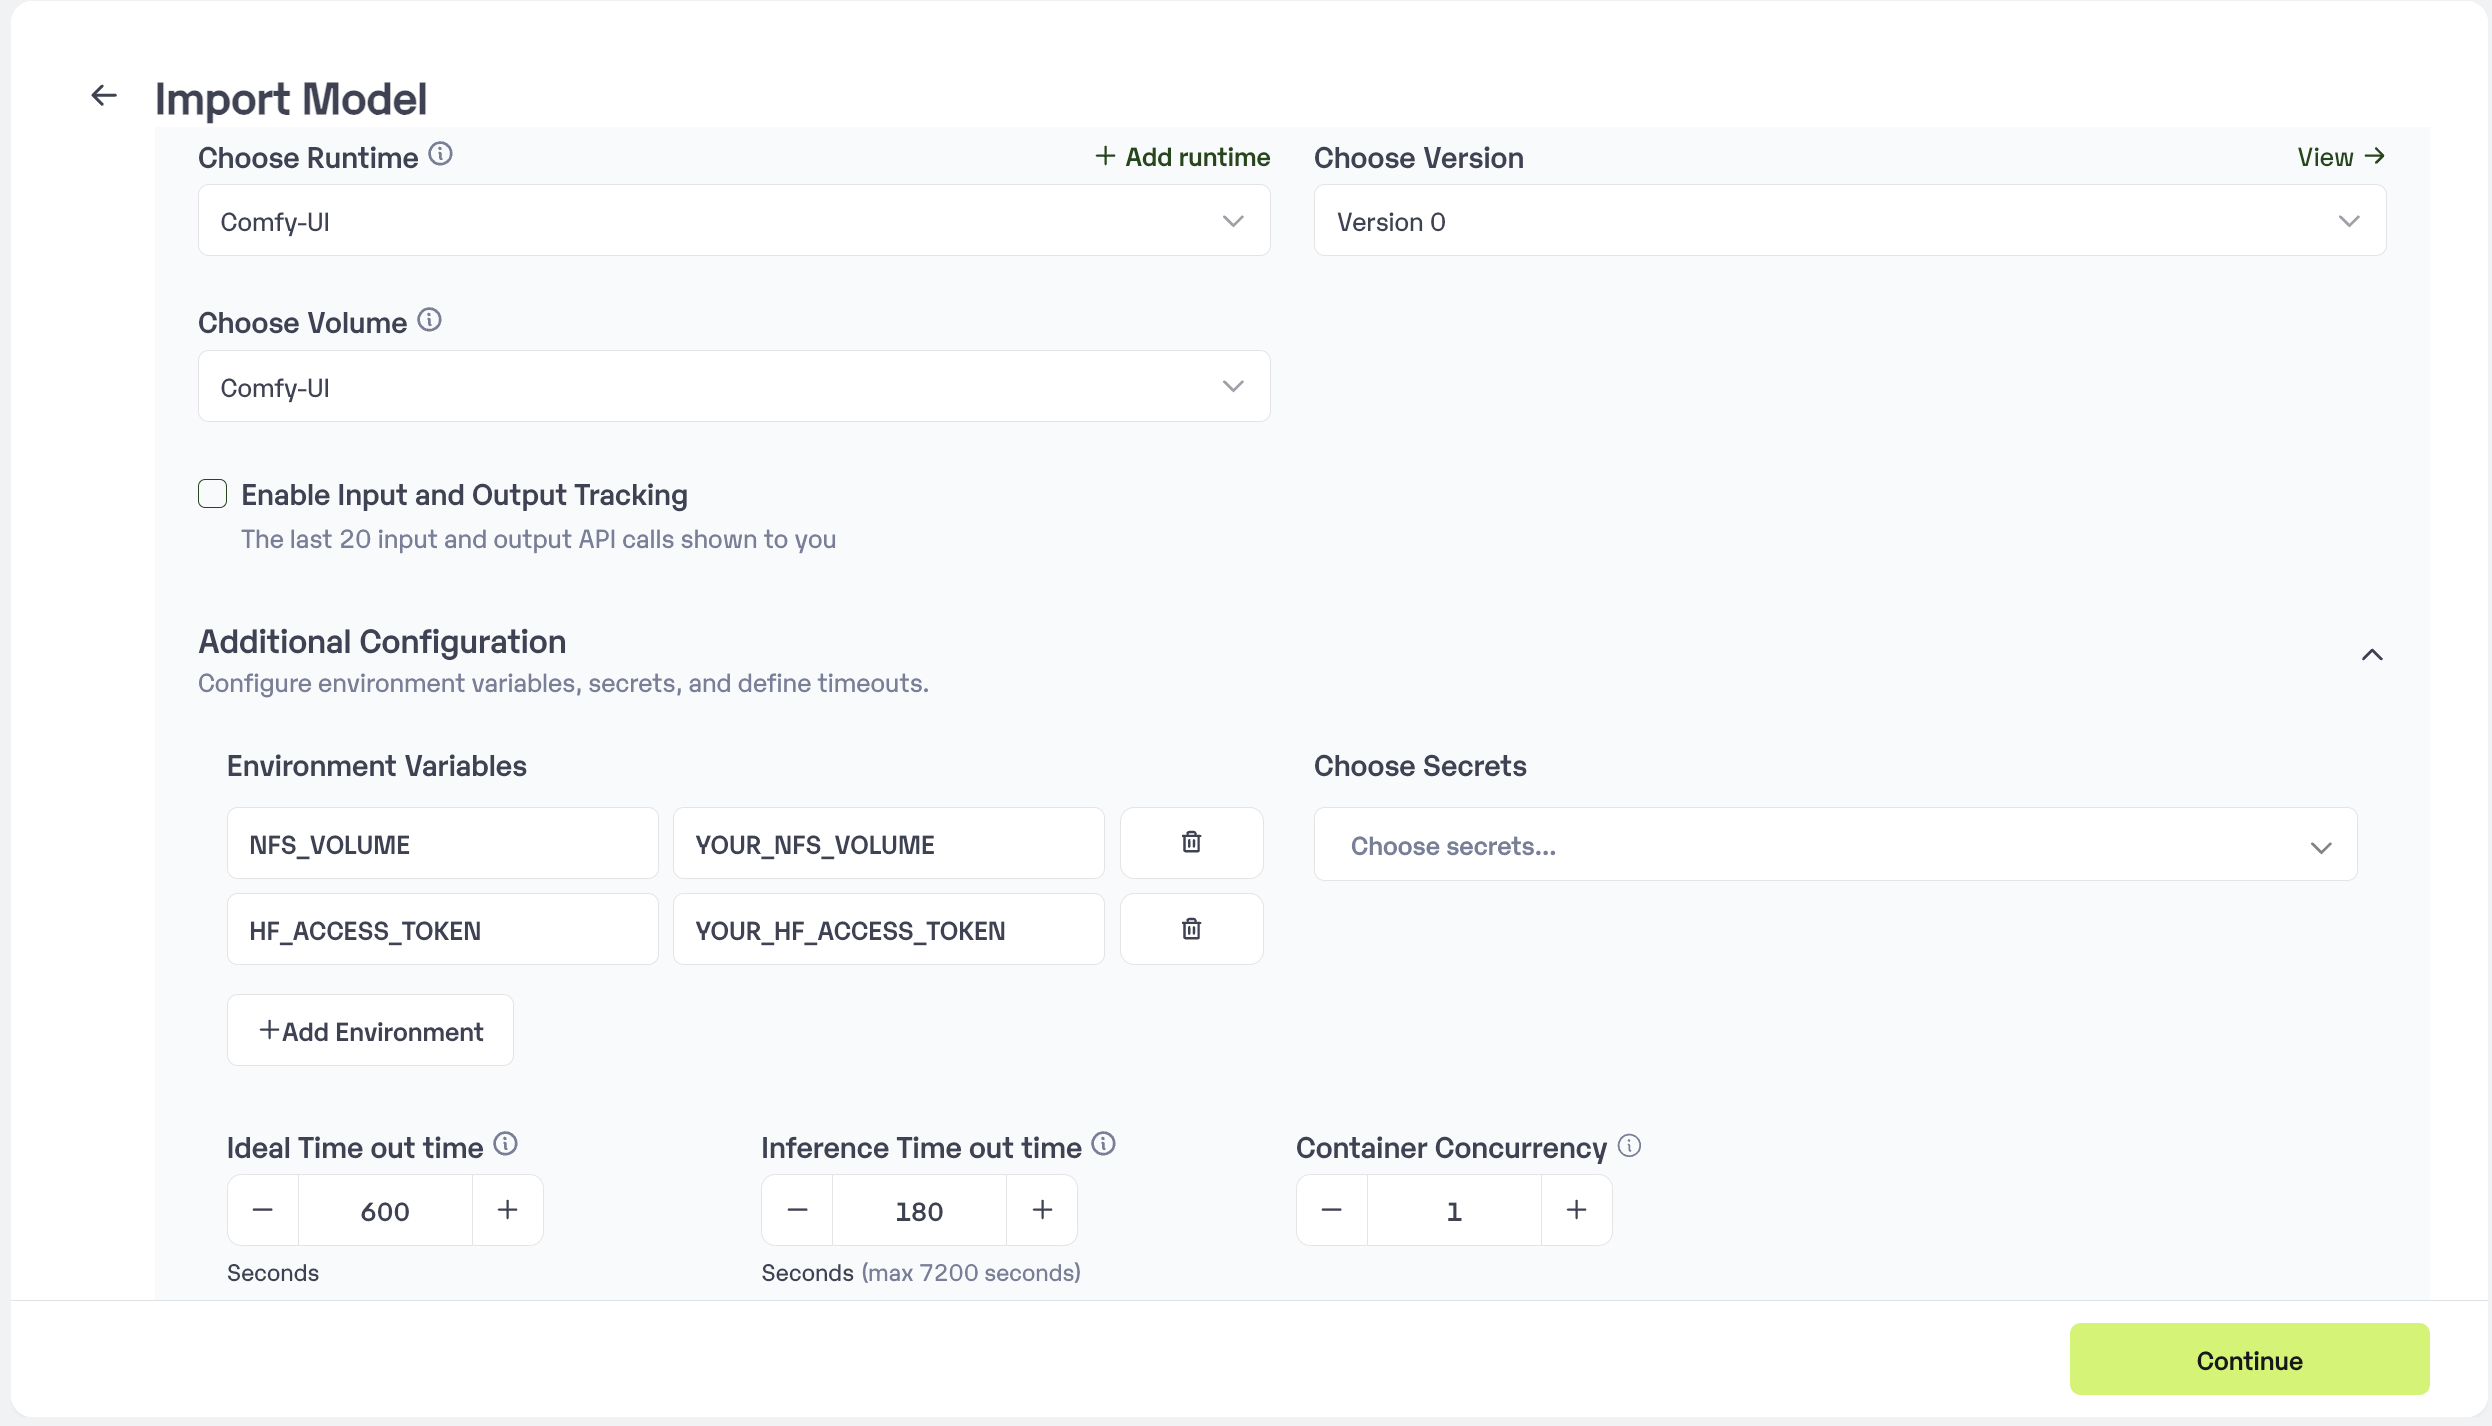 Import Model
Choose Runtime
Add runtime
Choose Version
View
Comfy-UI
Version 0
Choose Volume
Comfy-UI
Enable Input and Output Tracking
The last 20 input and output API calls shown to you
Additional Configuration
Configure environment variables, secrets, and define timeouts.
Environment Variables
Choose Secrets
NFS_VOLUME
YOUR_NFS_VOLUME
Choose secrets...
HF_ACCESS_TOKEN
YOUR_HF_ACCESS_TOKEN
+Add Environment
Ideal Time out time
Inference Time out time
Container Concurrency
600
180
1
Seconds
Seconds (max 7200 seconds)
Continue